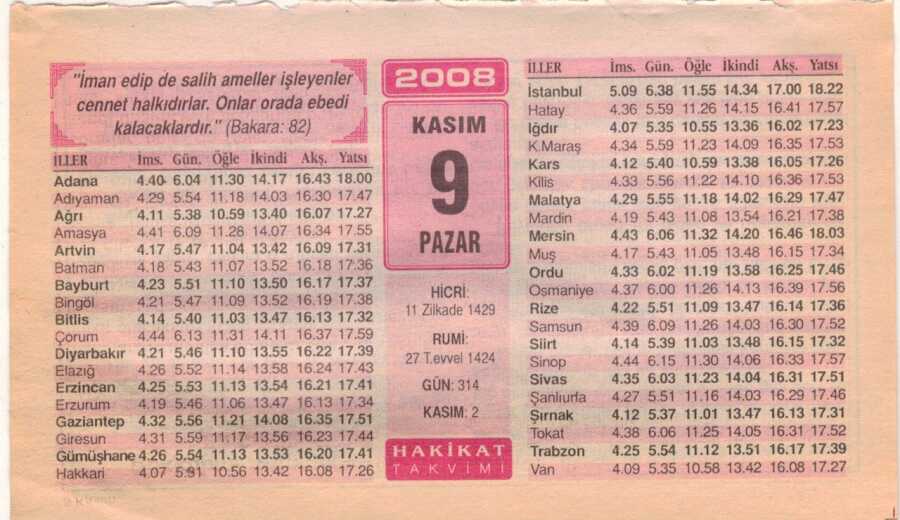 "İman edip de salih ameller işleyenler
cennet halkıdırlar. Onlar orada ebedi
kalacaklardır." (Bakara: 82)
İLLER İms. Gün. Öğle İkindi Akş. Yatsı
Adana 4.40 6.04 11.30 14.17 16.43 18.00
Adıyaman 4.29 5.54 11.18 14.03 16.30 17.47
Ağrı 4.11 5.38 10.59 13.40 16.07 17.27
Amasya 4.41 6.09 11.28 14.07 16.34 17.55
Artvin 4.17 5.47 11.04 13.42 16.09 17.31
Batman 4.18 5.43 11.07 13.52 16.18 17.36
Bayburt 4.23 5.51 11.10 13.50 16.17 17.37
Bingöl 4.21 5.47 11.09 13.52 16.19 17.38
Bitlis 4.14 5.40 11.03 13.47 16.13 17.32
Çorum 4.44 6.13 11.31 14.11 16.37 17.59
Diyarbakır 4.21 5.46 11.10 13.55 16.22 17.39
Elazığ 4.26 5.52 11.14 13.58 16.24 17.43
Erzincan 4.25 5.53 11.13 13.54 16.21 17.41
Erzurum 4.19 5.46 11.06 13.47 16.13 17.34
Gaziantep 4.32 5.56 11.21 14.08 16.35 17.51
Giresun 4.31 5.59 11.17 13.56 16.23 17.44
Gümüşhane 4.26 5.54 11.13 13.53 16.20 17.41
Hakkari 4.07 5.31 10.56 13.42 16.08 17.26
2008
KASIM
9
PAZAR
HİCRİ:
11 Zilkade 1429
RUMİ:
27 T.evvel 1424
GÜN: 314
KASIM: 2
HAKİKAT
TAKVİMİ
İLLER İms. Gün. Öğle İkindi Akş. Yatsı
İstanbul 5.09 6.38 11.55 14.34 17.00 18.22
Hatay 4.36 5.59 11.26 14.15 16.41 17.57
Iğdır 4.07 5.35 10.55 13.36 16.02 17.23
K.Maraş 4.34 5.59 11.23 14.09 16.35 17.53
Kars 4.12 5.40 10.59 13.38 16.05 17.26
Kilis 4.33 5.56 11.22 14.10 16.36 17.53
Malatya 4.29 5.55 11.18 14.02 16.29 17.47
Mardin 4.19 5.43 11.08 13.54 16.21 17.38
Mersin 4.43 6.06 11.32 14.20 16.46 18.03
Muş 4.17 5.43 11.05 13.48 16.15 17.34
Ordu 4.33 6.02 11.19 13.58 16.25 17.46
Osmaniye 4.37 6.00 11.26 14.13 16.39 17.56
Rize 4.22 5.51 11.09 13.47 16.14 17.36
Samsun 4.39 6.09 11.26 14.03 16.30 17.52
Siirt 4.14 5.39 11.03 13.48 16.15 17.32
Sinop 4.44 6.15 11.30 14.06 16.33 17.57
Sivas 4.35 6.03 11.23 14.04 16.31 17.51
Şanlıurfa 4.27 5.51 11.16 14.03 16.29 17.46
Şırnak 4.12 5.37 11.01 13.47 16.13 17.31
Tokat 4.38 6.06 11.25 14.05 16.31 17.52
Trabzon 4.25 5.54 11.12 13.51 16.17 17.39
Van 4.09 5.35 10.58 13.42 16.08 17.27